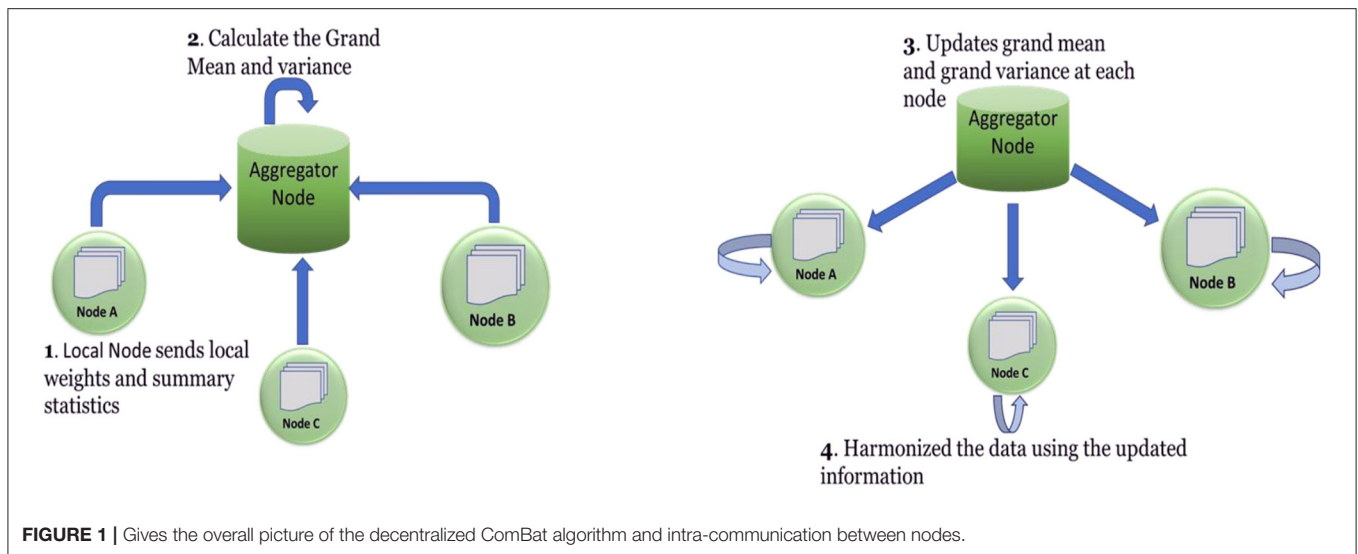 2. Calculate the Grand
Mean and variance
Aggregator
Node
Node A
Node B
1. Local Node sends local
weights and summary
statistics
Node C
3. Updates grand mean
and grand variance at each
node
Aggregator
Node
Node A
Node B
Node C
4. Harmonized the data using the updated
information
FIGURE 1 | Gives the overall picture of the decentralized ComBat algorithm and intra-communication between nodes.